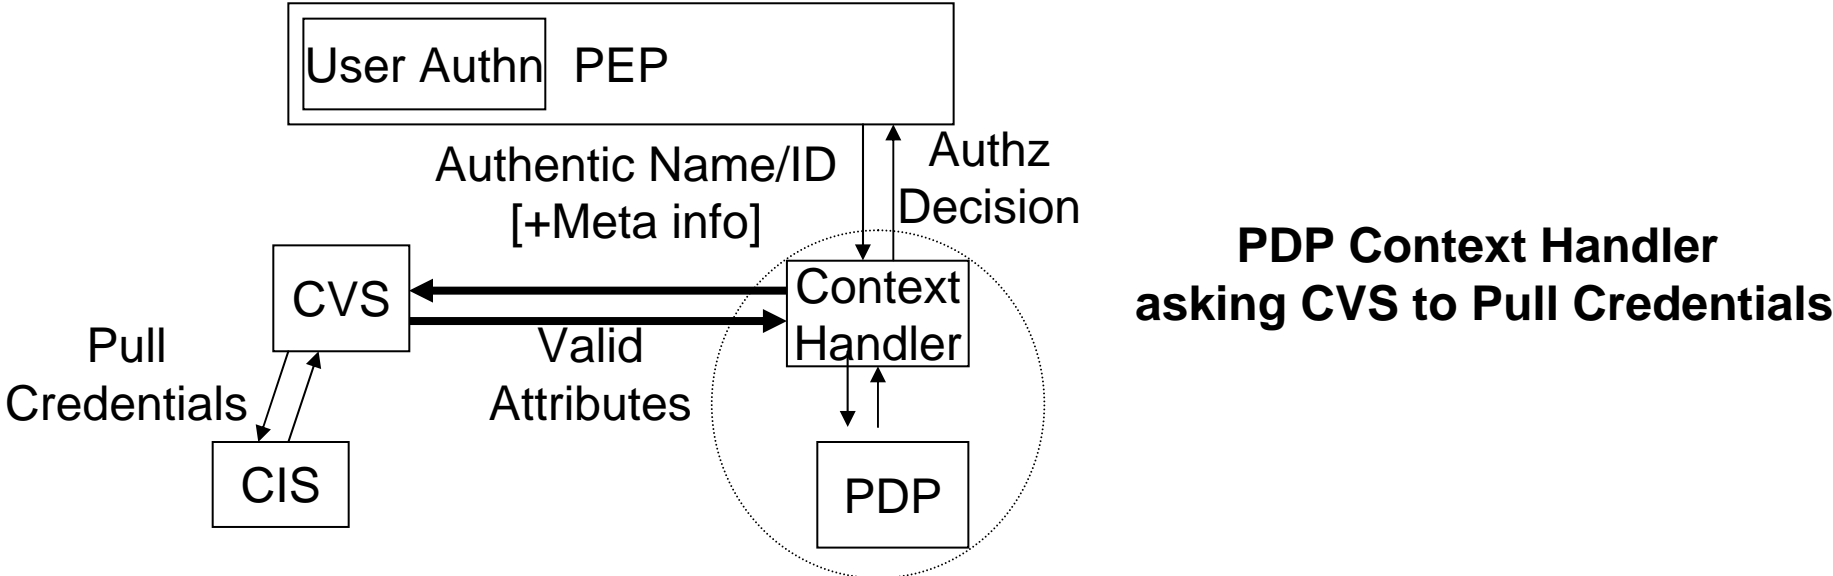 User Authn PEP
Authentic Name/ID
[+Meta info]
Authz
Decision
PDP Context Handler
asking CVS to Pull Credentials
CVS
Context
Handler
Pull
Credentials
Valid
Attributes
CIS
PDP